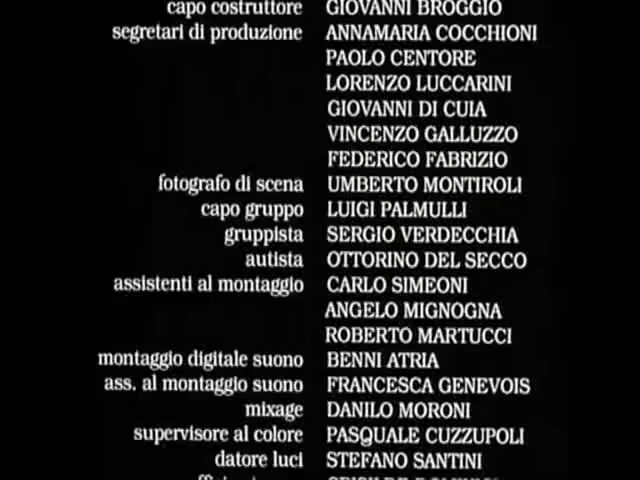 capo costruttore GIOVANNI BROGGIO
segretari di produzione ANNAMARIA COCCHIONI
PAOLO CENTORE
LORENZO LUCCARINI
GIOVANNI DI CUIA
VINCENZO GALLUZZO
FEDERICO FABRIZIO
fotografo di scena UMBERTO MONTIROLI
capo gruppo LUIGI PALMULLI
gruppista SERGIO VERDECCHIA
autista OTTORINO DEL SECCO
assistenti al montaggio CARLO SIMEONI
ANGELO MIGNOGNA
ROBERTO MARTUCCI
montaggio digitale suono BENNI ATRIA
ass. al montaggio suono FRANCESCA GENEVOIS
mixage DANILO MORONI
supervisore al colore PASQUALE CUZZUPOLI
datore luci STEFANO SANTINI